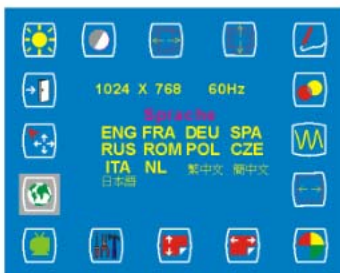 1024 X 768 60Hz
Sprache
ENG FRA DEU SPA
RUS ROM POL CZE
ITA NL 繁中文 簡中文
日本語